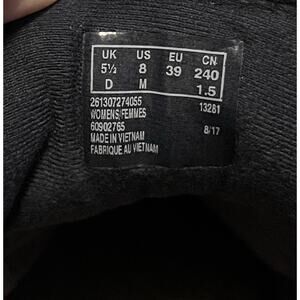 UK US EU CN
5½ 8 39 240
D M 1.5
261307274055 13281
WOMENS/FEMMES
60902765 8/17
MADE IN VIETNAM
FABRIQUE AU VIETNAM